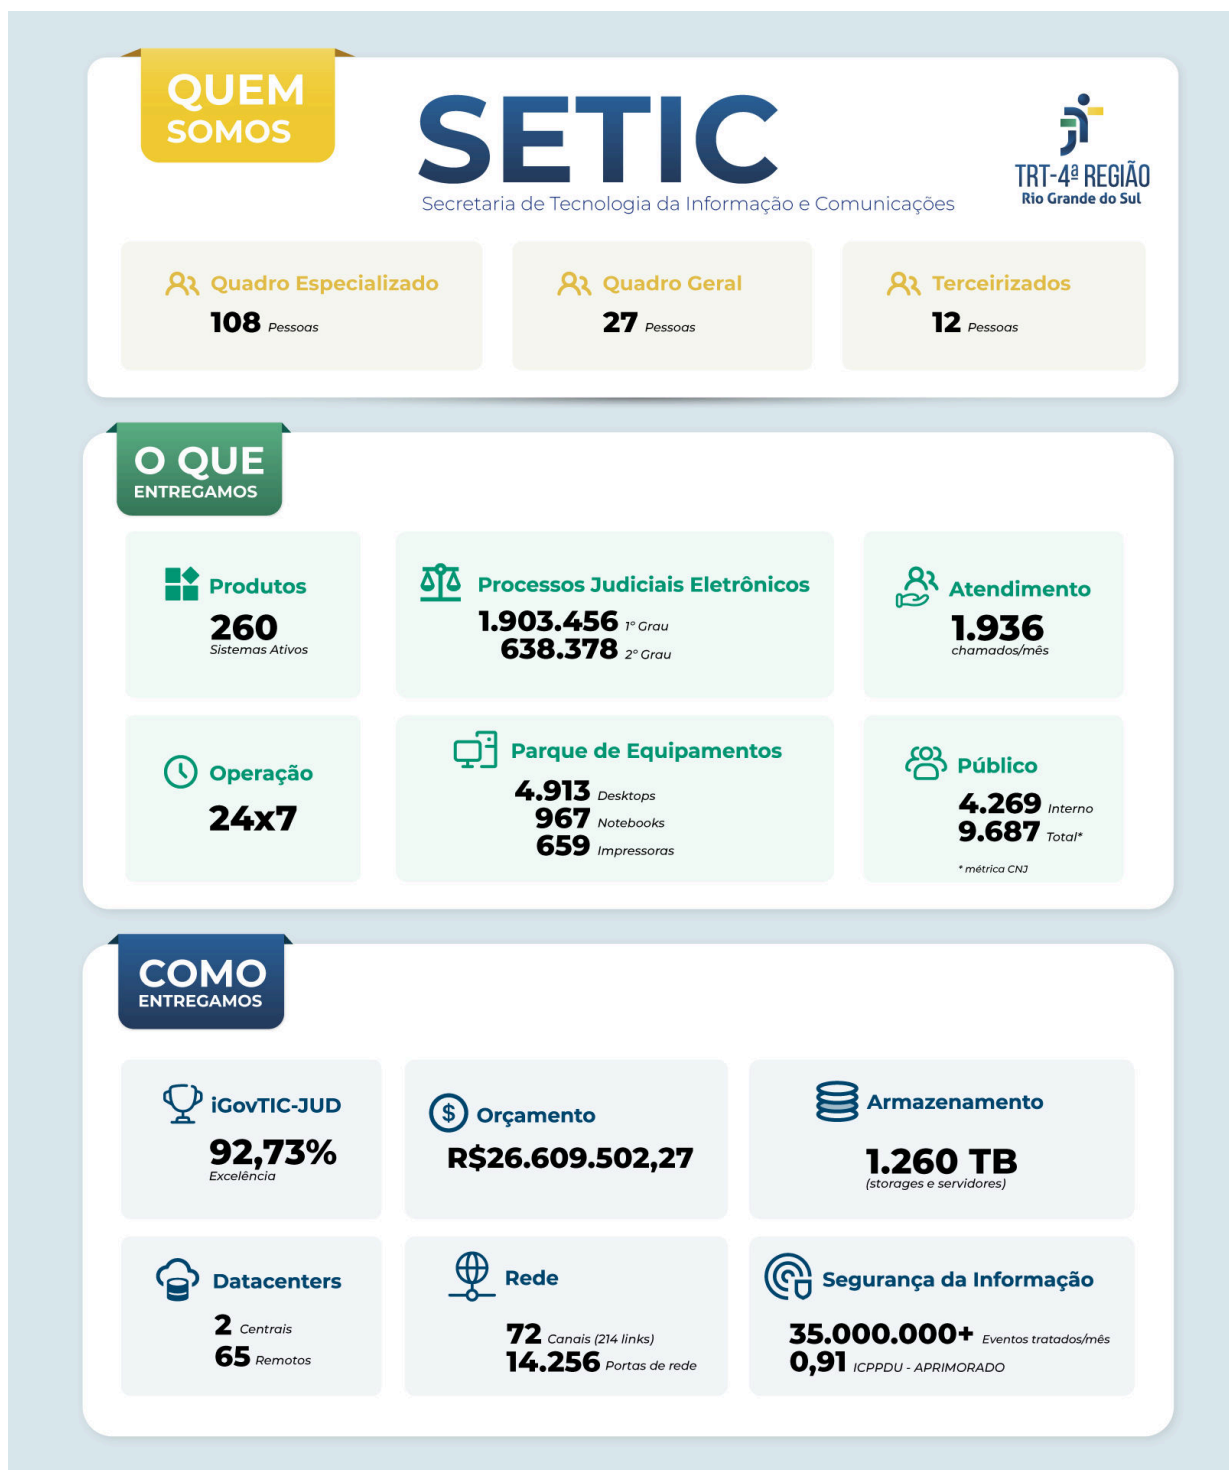 QUEM
SOMOS
SETIC
Secretaria de Tecnologia da Informação e Comunicações
TRT-4ª REGIÃO
Rio Grande do Sul
Quadro Especializado
108 Pessoas
Quadro Geral
27 Pessoas
Terceirizados
12 Pessoas
O QUE
ENTREGAMOS
Produtos
260
Sistemas Ativos
Processos Judiciais Eletrônicos
1.903.456 1º Grau
638.378 2º Grau
Atendimento
1.936
chamados/mês
Operação
24x7
Parque de Equipamentos
4.913 Desktops
967 Notebooks
659 Impressoras
Público
4.269 Interno
9.687 Total*
* métrica CNJ
COMO
ENTREGAMOS
iGovTIC-JUD
92,73%
Excelência
Orçamento
R$26.609.502,27
Armazenamento
1.260 TB
(storages e servidores)
Datacenters
2 Centrais
65 Remotos
Rede
72 Canais (214 links)
14.256 Portas de rede
Segurança da Informação
35.000.000+ Eventos tratados/mês
0,91 ICPPDU - APRIMORADO